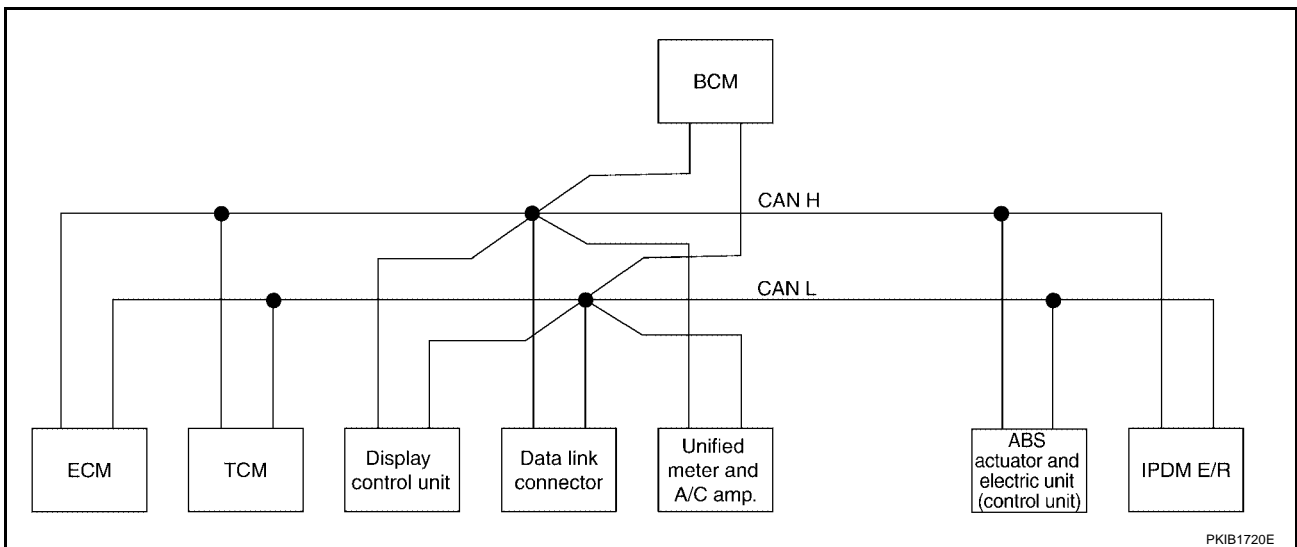 BCM
CAN H
CAN L
ECM
TCM
Display
control unit
Data link
connector
Unified
meter and
A/C amp.
ABS
actuator and
electric unit
(control unit)
IPDM E/R
PKIB1720E